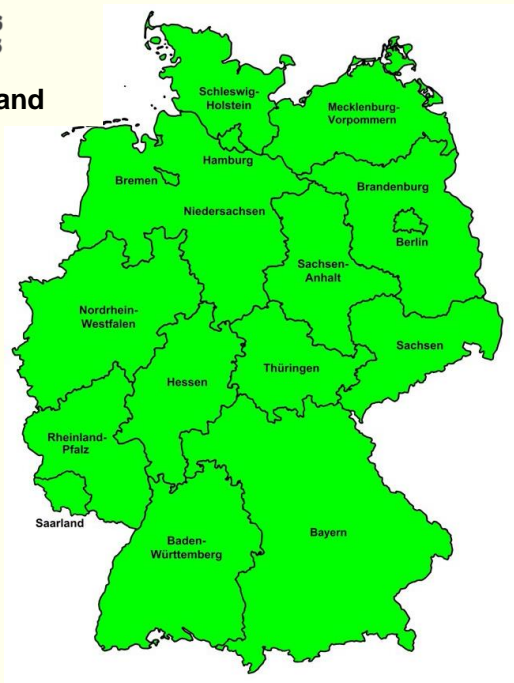 and
Schleswig-
Holstein
Mecklenburg-
Vorpommern
Hamburg
Bremen
Brandenburg
Niedersachsen
Berlin
Sachsen-
Anhalt
Nordrhein-
Westfalen
Sachsen
Hessen
Thüringen
Rheinland-
Pfalz
Saarland
Baden-
Württemberg
Bayern